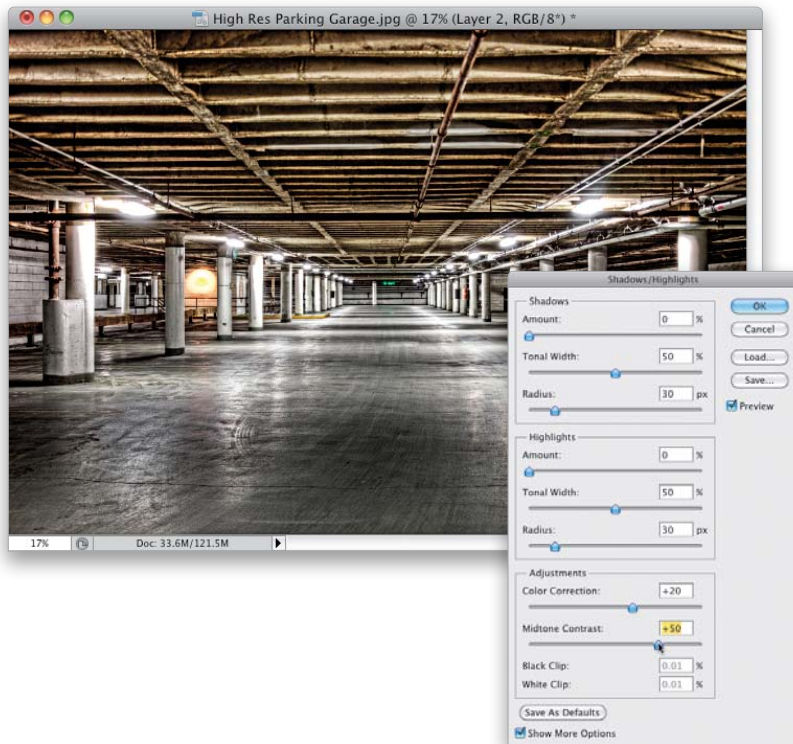 High Res Parking Garage.jpg @ 17% (Layer 2, RGB/8*) *
17%
Doc: 33.6M/121.5M
Shadows/Highlights
Shadows
Amount: 0 %
Tonal Width: 50 %
Radius: 30 px
Highlights
Amount: 0 %
Tonal Width: 50 %
Radius: 30 px
Adjustments
Color Correction: +20
Midtone Contrast: +50
Black Clip: 0.01 %
White Clip: 0.01 %
Save As Defaults
Show More Options
OK
Cancel
Load...
Save...
Preview